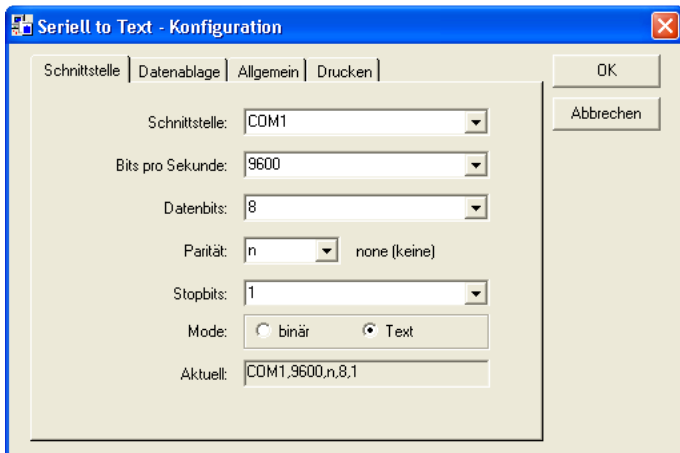 Seriell to Text - Konfiguration
Schnittstelle Datenablage Allgemein Drucken
OK
Abbrechen
Schnittstelle: COM1
Bits pro Sekunde: 9600
Datenbits: 8
Parität: n none (keine)
Stopbits: 1
Mode: binär Text
Aktuell: COM1,9600,n,8,1